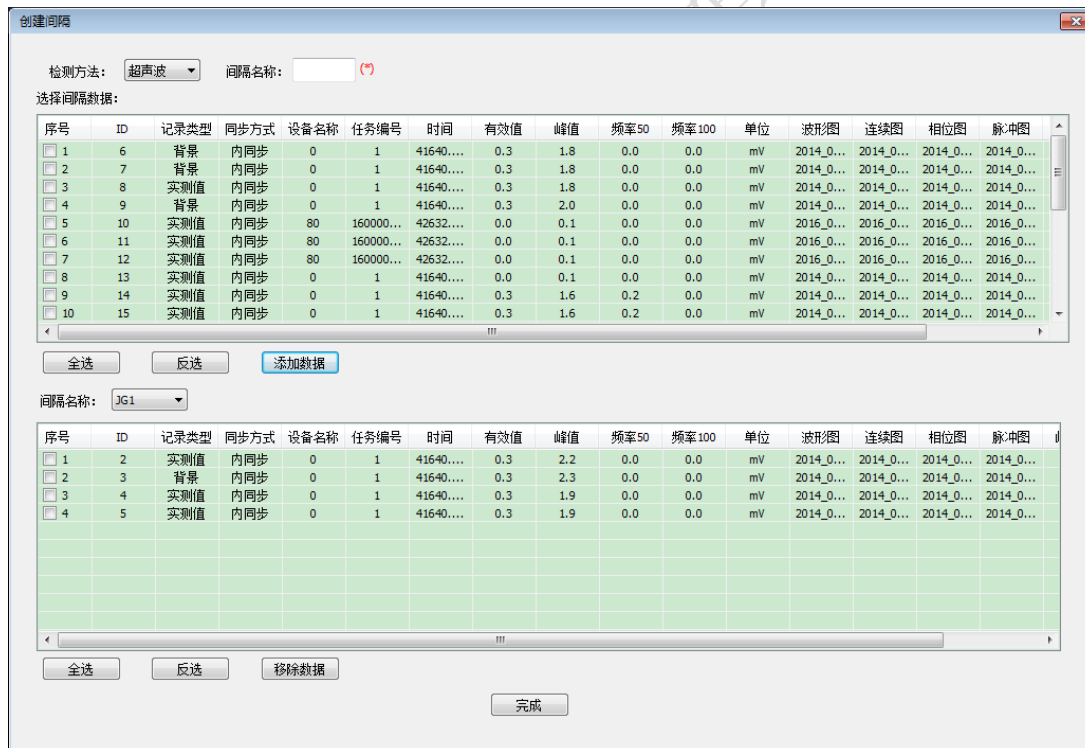 创建间隔
检测方法： 超声波 间隔名称： (*)
选择间隔数据：
序号 ID 记录类型 同步方式 设备名称 任务编号 时间 有效值 峰值 频率50 频率100 单位 波形图 连续图 相位图 脉冲图
1 6 背景 内同步 0 1 41640.... 0.3 1.8 0.0 0.0 mV 2014_0... 2014_0... 2014_0... 2014_0...
2 7 背景 内同步 0 1 41640.... 0.3 1.8 0.0 0.0 mV 2014_0... 2014_0... 2014_0... 2014_0...
3 8 实测值 内同步 0 1 41640.... 0.3 1.8 0.0 0.0 mV 2014_0... 2014_0... 2014_0... 2014_0...
4 9 背景 内同步 0 1 41640.... 0.3 2.0 0.0 0.0 mV 2014_0... 2014_0... 2014_0... 2014_0...
5 10 实测值 内同步 80 160000... 42632.... 0.0 0.1 0.0 0.0 mV 2016_0... 2016_0... 2016_0... 2016_0...
6 11 实测值 内同步 80 160000... 42632.... 0.0 0.1 0.0 0.0 mV 2016_0... 2016_0... 2016_0... 2016_0...
7 12 实测值 内同步 80 160000... 42632.... 0.0 0.1 0.0 0.0 mV 2016_0... 2016_0... 2016_0... 2016_0...
8 13 实测值 内同步 0 1 41640.... 0.0 0.1 0.0 0.0 mV 2014_0... 2014_0... 2014_0... 2014_0...
9 14 实测值 内同步 0 1 41640.... 0.3 1.6 0.2 0.0 mV 2014_0... 2014_0... 2014_0... 2014_0...
10 15 实测值 内同步 0 1 41640.... 0.3 1.6 0.2 0.0 mV 2014_0... 2014_0... 2014_0... 2014_0...
全选 反选 添加数据
间隔名称： JG1
序号 ID 记录类型 同步方式 设备名称 任务编号 时间 有效值 峰值 频率50 频率100 单位 波形图 连续图 相位图 脉冲图
1 2 实测值 内同步 0 1 41640.... 0.3 2.2 0.0 0.0 mV 2014_0... 2014_0... 2014_0... 2014_0...
2 3 背景 内同步 0 1 41640.... 0.3 2.3 0.0 0.0 mV 2014_0... 2014_0... 2014_0... 2014_0...
3 4 实测值 内同步 0 1 41640.... 0.3 1.9 0.0 0.0 mV 2014_0... 2014_0... 2014_0... 2014_0...
4 5 实测值 内同步 0 1 41640.... 0.3 1.9 0.0 0.0 mV 2014_0... 2014_0... 2014_0... 2014_0...
全选 反选 移除数据
完成